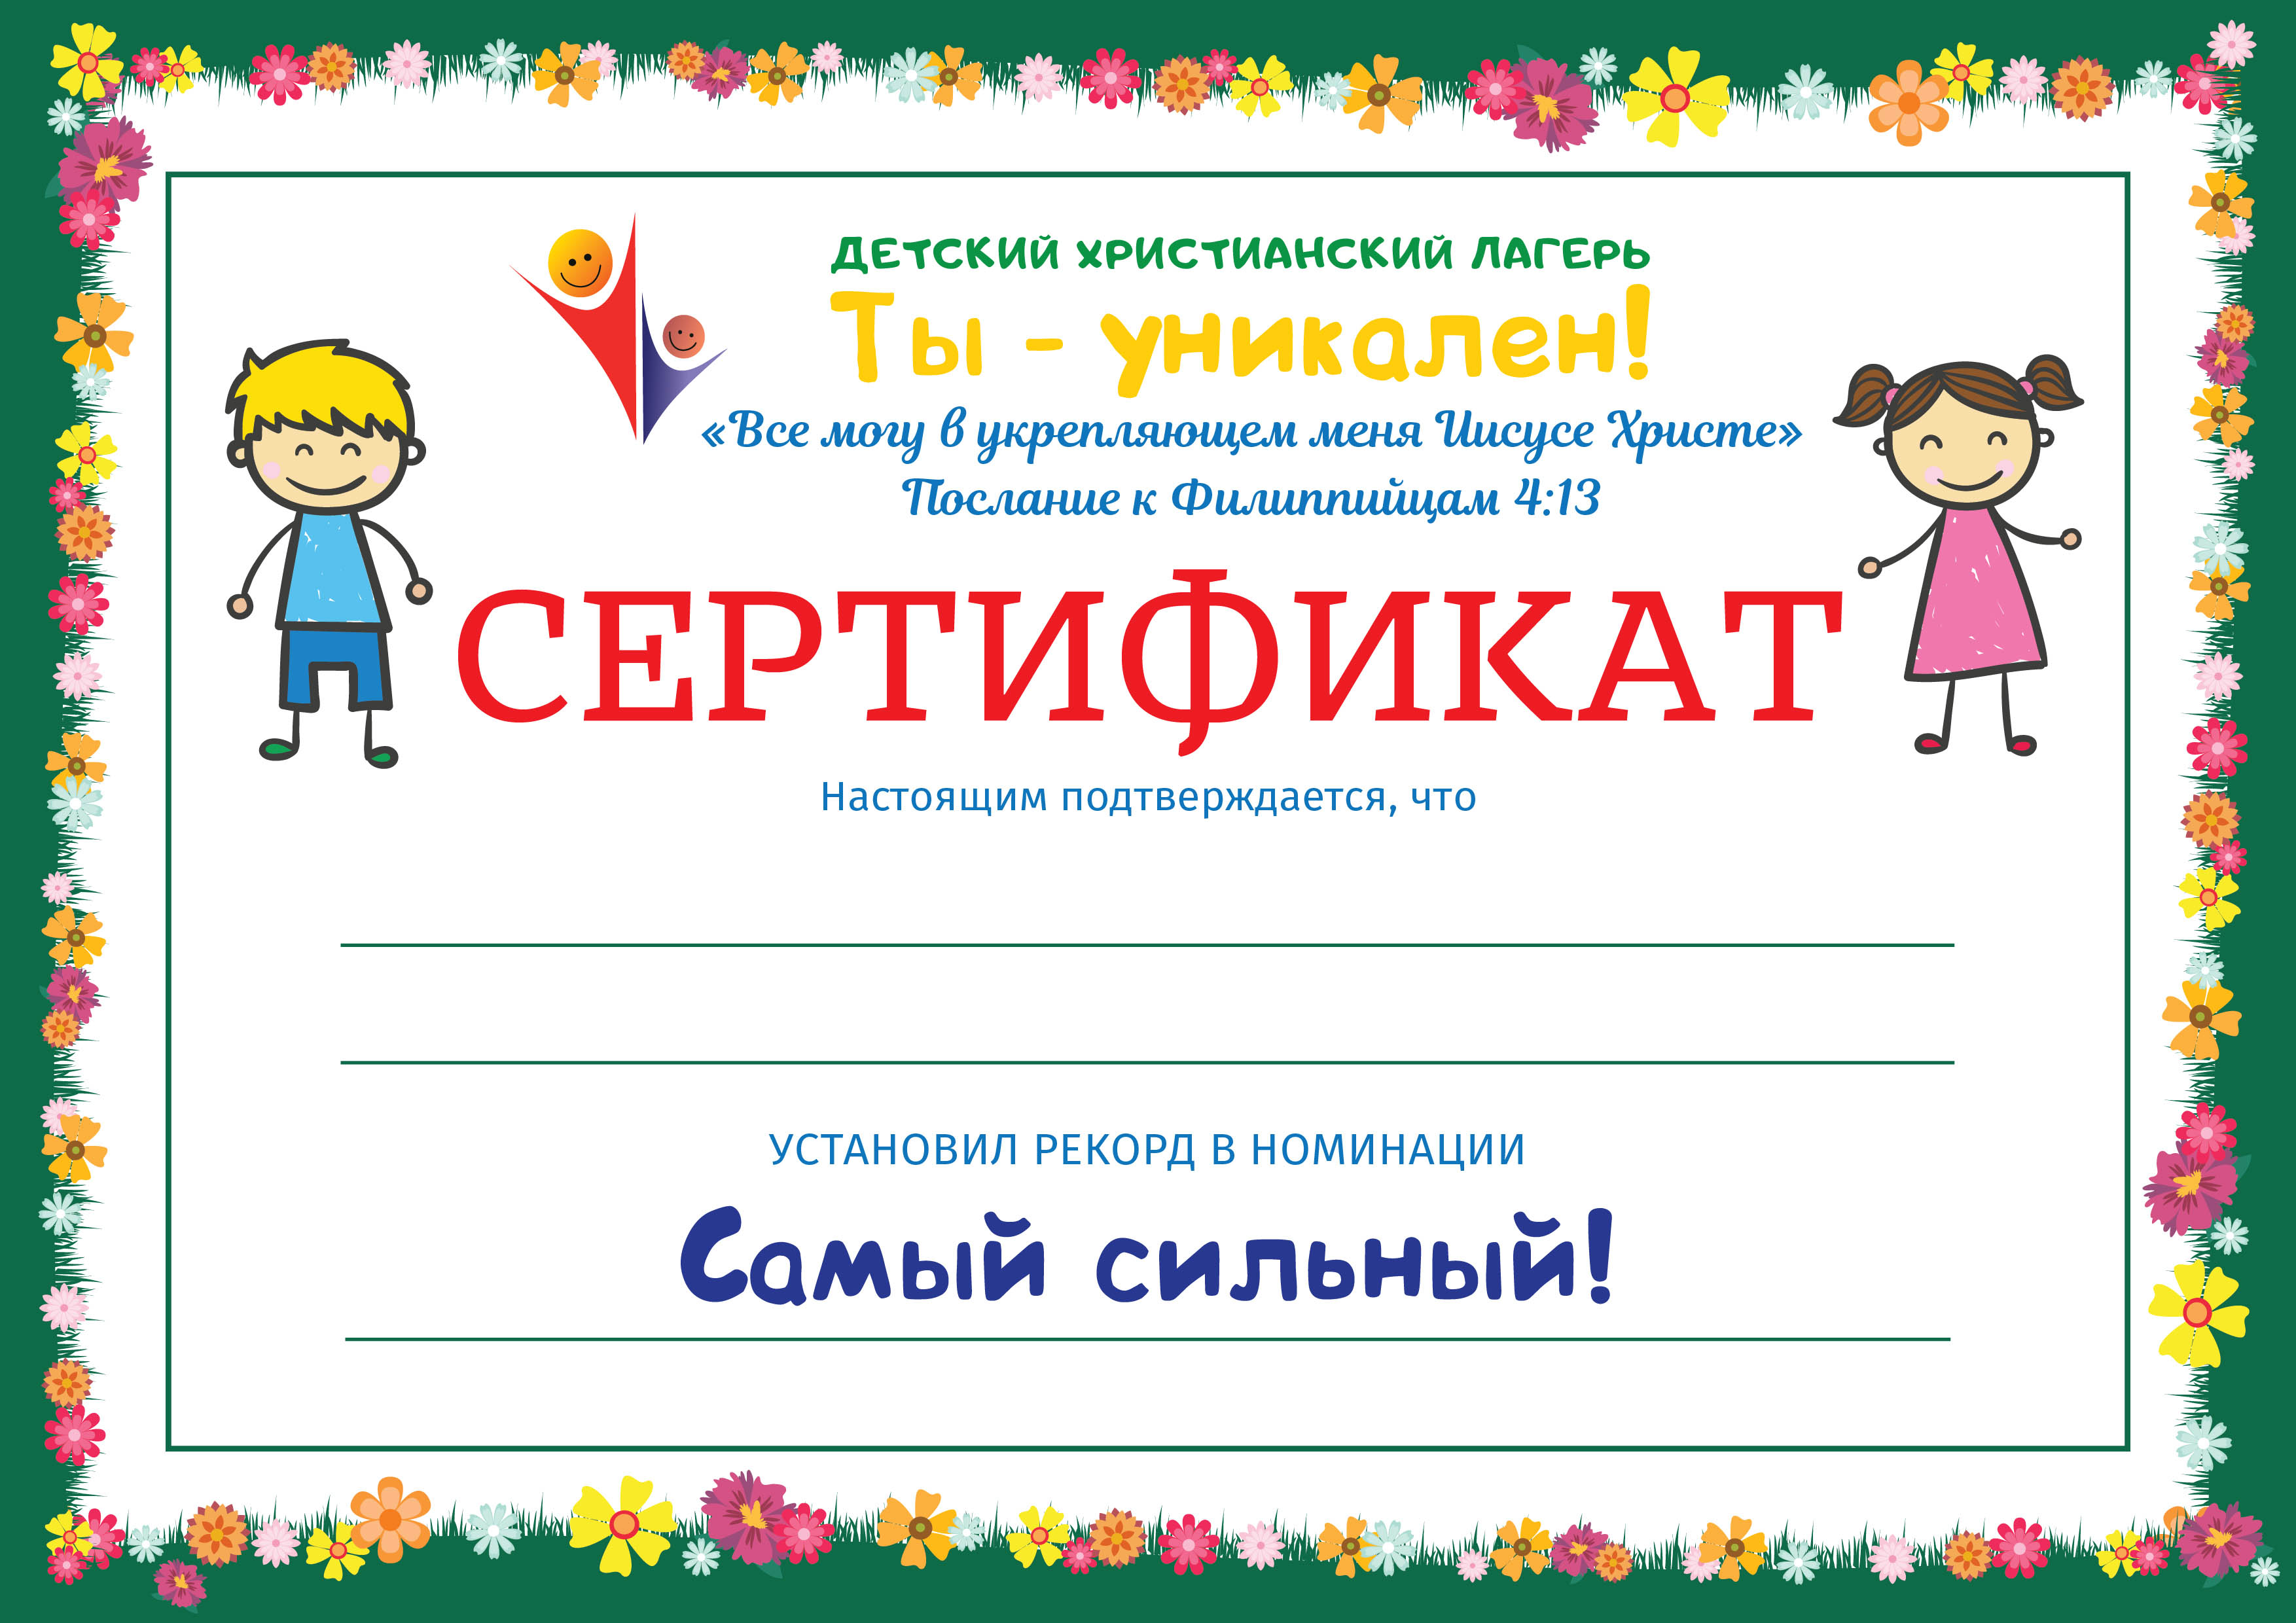 ДЕТСКИЙ ХРИСТИАНСКИЙ ЛАГЕРЬ
Ты - уникален!
«Все могу в укрепляющем меня Иисусе Христе»
Послание к Филиппийцам 4:13
СЕРТИФИКАТ
Настоящим подтверждается, что
УСТАНОВИЛ РЕКОРД В НОМИНАЦИИ
Самый сильный!